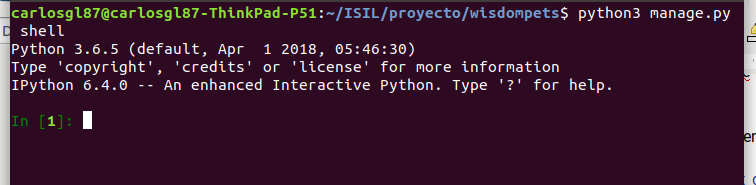 carlosgl87@carlosgl87-ThinkPad-P51:~/ISIL/proyecto/wisdompets$ python3 manage.py
shell
Python 3.6.5 (default, Apr  1 2018, 05:46:30)
Type 'copyright', 'credits' or 'license' for more information
IPython 6.4.0 -- An enhanced Interactive Python. Type '?' for help.
In [1]: